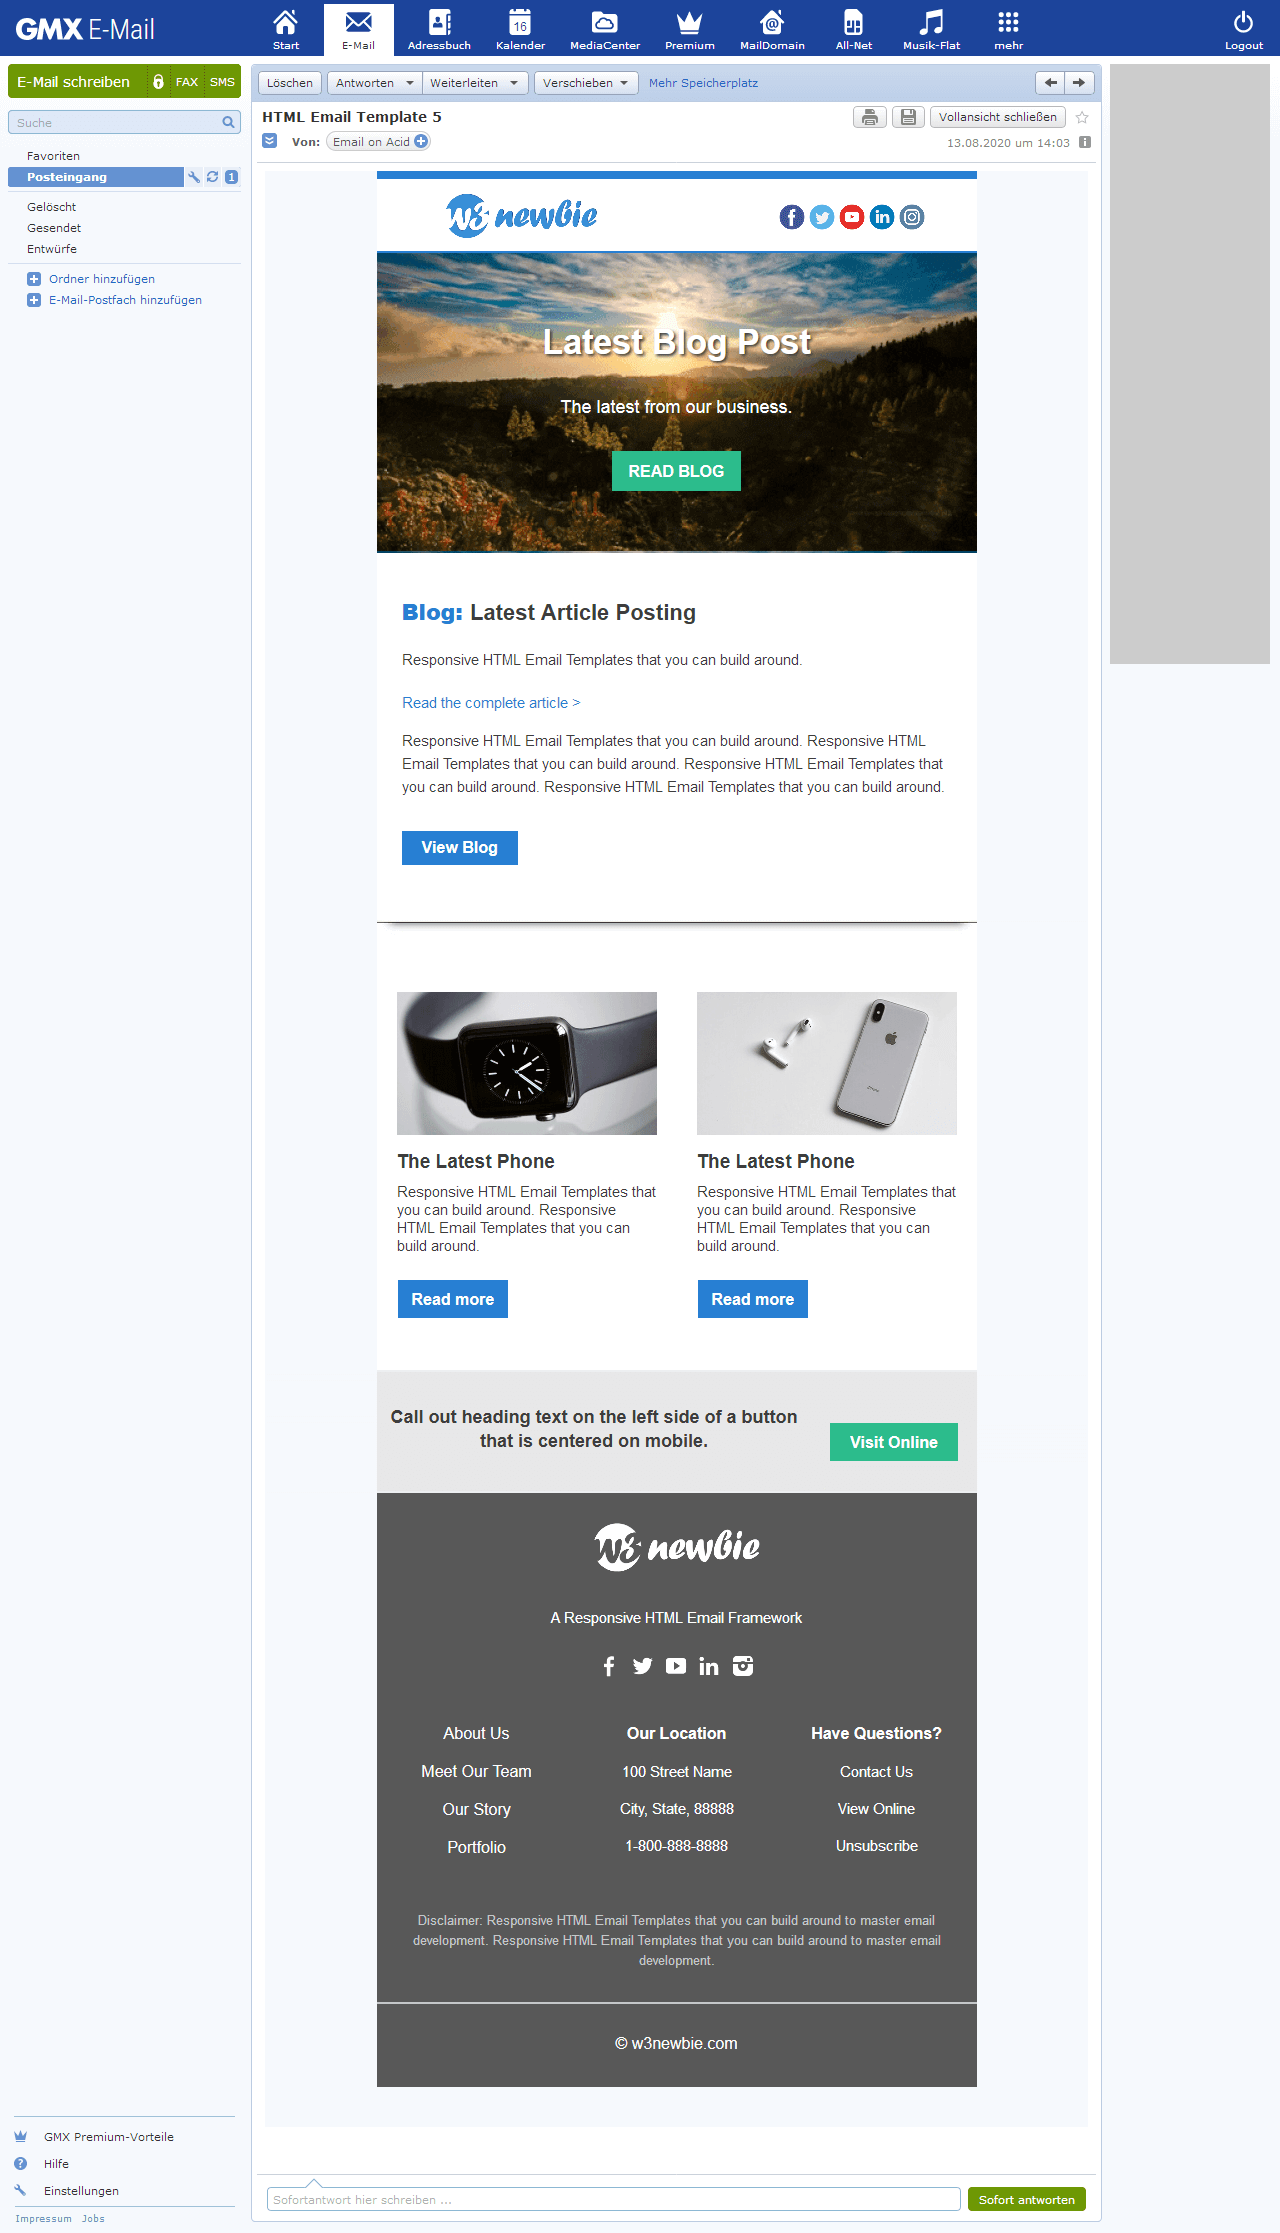 GMX E-Mail
Start
E-Mail
Adressbuch
16
Kalender
MediaCenter
Premium
MailDomain
All-Net
Musik-Flat
mehr
Logout
E-Mail schreiben FAX SMS
Suche
Favoriten
Posteingang 1
Gelöscht
Gesendet
Entwürfe
Ordner hinzufügen
E-Mail-Postfach hinzufügen
Löschen Antworten Weiterleiten Verschieben Mehr Speicherplatz
HTML Email Template 5 Vollansicht schließen
Von: Email on Acid 13.08.2020 um 14:03
w3 newbie
Latest Blog Post
The latest from our business.
READ BLOG
Blog: Latest Article Posting
Responsive HTML Email Templates that you can build around.
Read the complete article >
Responsive HTML Email Templates that you can build around. Responsive HTML
Email Templates that you can build around. Responsive HTML Email Templates that
you can build around. Responsive HTML Email Templates that you can build around.
View Blog
The Latest Phone
Responsive HTML Email Templates that
you can build around. Responsive
HTML Email Templates that you can
build around.
Read more
The Latest Phone
Responsive HTML Email Templates that
you can build around. Responsive
HTML Email Templates that you can
build around.
Read more
Call out heading text on the left side of a button
that is centered on mobile.
Visit Online
w3 newbie
A Responsive HTML Email Framework
About Us
Meet Our Team
Our Story
Portfolio
Our Location
100 Street Name
City, State, 88888
1-800-888-8888
Have Questions?
Contact Us
View Online
Unsubscribe
Disclaimer: Responsive HTML Email Templates that you can build around to master email
development. Responsive HTML Email Templates that you can build around to master email
development.
© w3newbie.com
GMX Premium-Vorteile
Hilfe
Einstellungen
Impressum Jobs
Sofortantwort hier schreiben ...
Sofort antworten